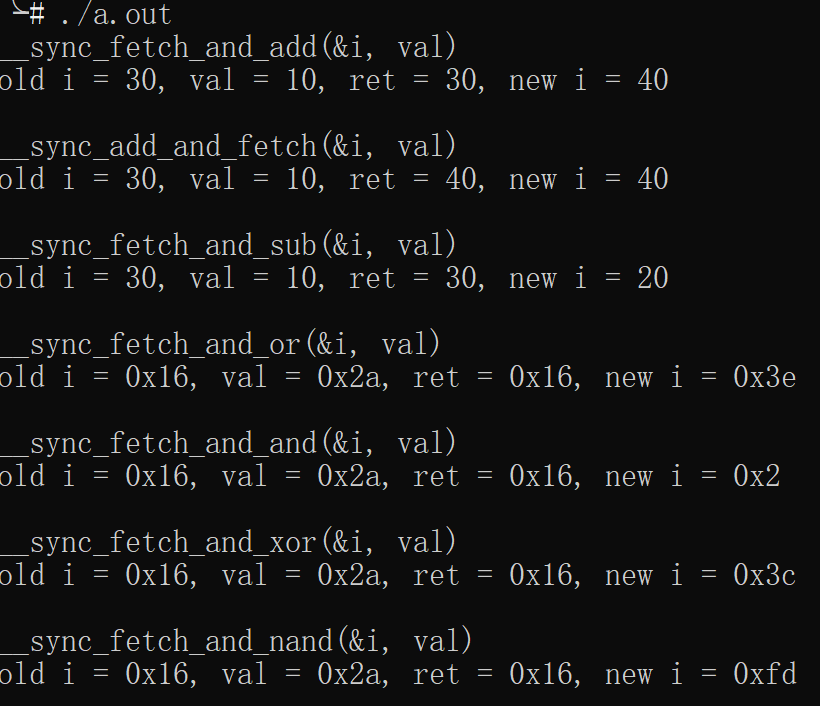 # ./a.out
__sync_fetch_and_add(&i, val)
old i = 30, val = 10, ret = 30, new i = 40
__sync_add_and_fetch(&i, val)
old i = 30, val = 10, ret = 40, new i = 40
__sync_fetch_and_sub(&i, val)
old i = 30, val = 10, ret = 30, new i = 20
__sync_fetch_and_or(&i, val)
old i = 0x16, val = 0x2a, ret = 0x16, new i = 0x3e
__sync_fetch_and_and(&i, val)
old i = 0x16, val = 0x2a, ret = 0x16, new i = 0x2
__sync_fetch_and_xor(&i, val)
old i = 0x16, val = 0x2a, ret = 0x16, new i = 0x3c
__sync_fetch_and_nand(&i, val)
old i = 0x16, val = 0x2a, ret = 0x16, new i = 0xfd